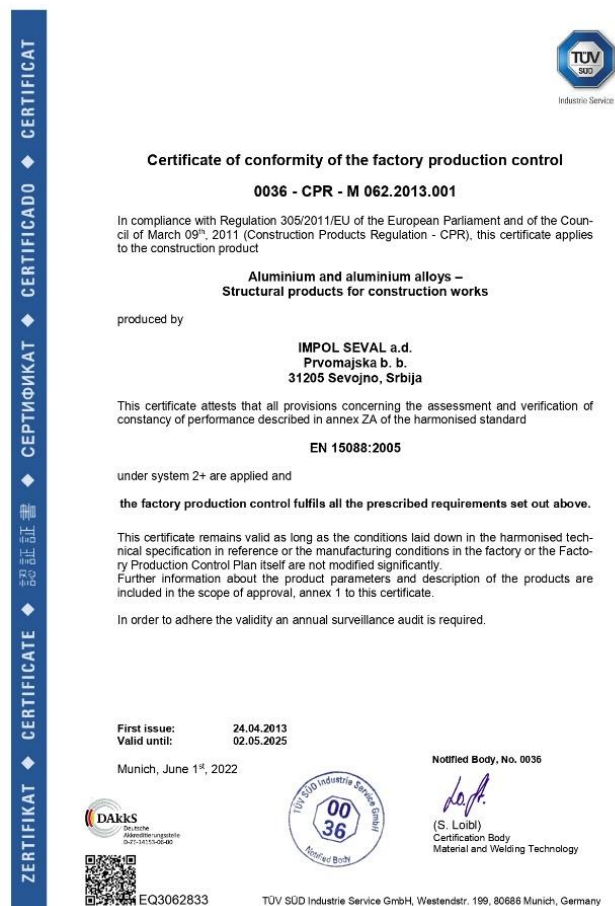 ZERTIFIKAT ◆ CERTIFICATE ◆ 認証証書 ◆ СЕРТИФИКАТ ◆ CERTIFICADO ◆ CERTIFICAT
TÜV
SÜD
Industrie Service
Certificate of conformity of the factory production control
0036 - CPR - M 062.2013.001
In compliance with Regulation 305/2011/EU of the European Parliament and of the Coun-
cil of March 09th, 2011 (Construction Products Regulation - CPR), this certificate applies
to the construction product
Aluminium and aluminium alloys –
Structural products for construction works
produced by
IMPOL SEVAL a.d.
Prvomajska b. b.
31205 Sevojno, Srbija
This certificate attests that all provisions concerning the assessment and verification of
constancy of performance described in annex ZA of the harmonised standard
EN 15088:2005
under system 2+ are applied and
the factory production control fulfils all the prescribed requirements set out above.
This certificate remains valid as long as the conditions laid down in the harmonised tech-
nical specification in reference or the manufacturing conditions in the factory or the Facto-
ry Production Control Plan itself are not modified significantly.
Further information about the product parameters and description of the products are
included in the scope of approval, annex 1 to this certificate.
In order to adhere the validity an annual surveillance audit is required.
First issue: 24.04.2013
Valid until: 02.05.2025
Munich, June 1st, 2022
Notified Body, No. 0036
TÜV SÜD Industrie Service GmbH
00
36
Notified Body
(S. Loibl)
Certification Body
Material and Welding Technology
DAkkS
Deutsche
Akkreditierungsstelle
D-ZE-14153-06-00
EQ3062833
TÜV SÜD Industrie Service GmbH, Westendstr. 199, 80686 Munich, Germany